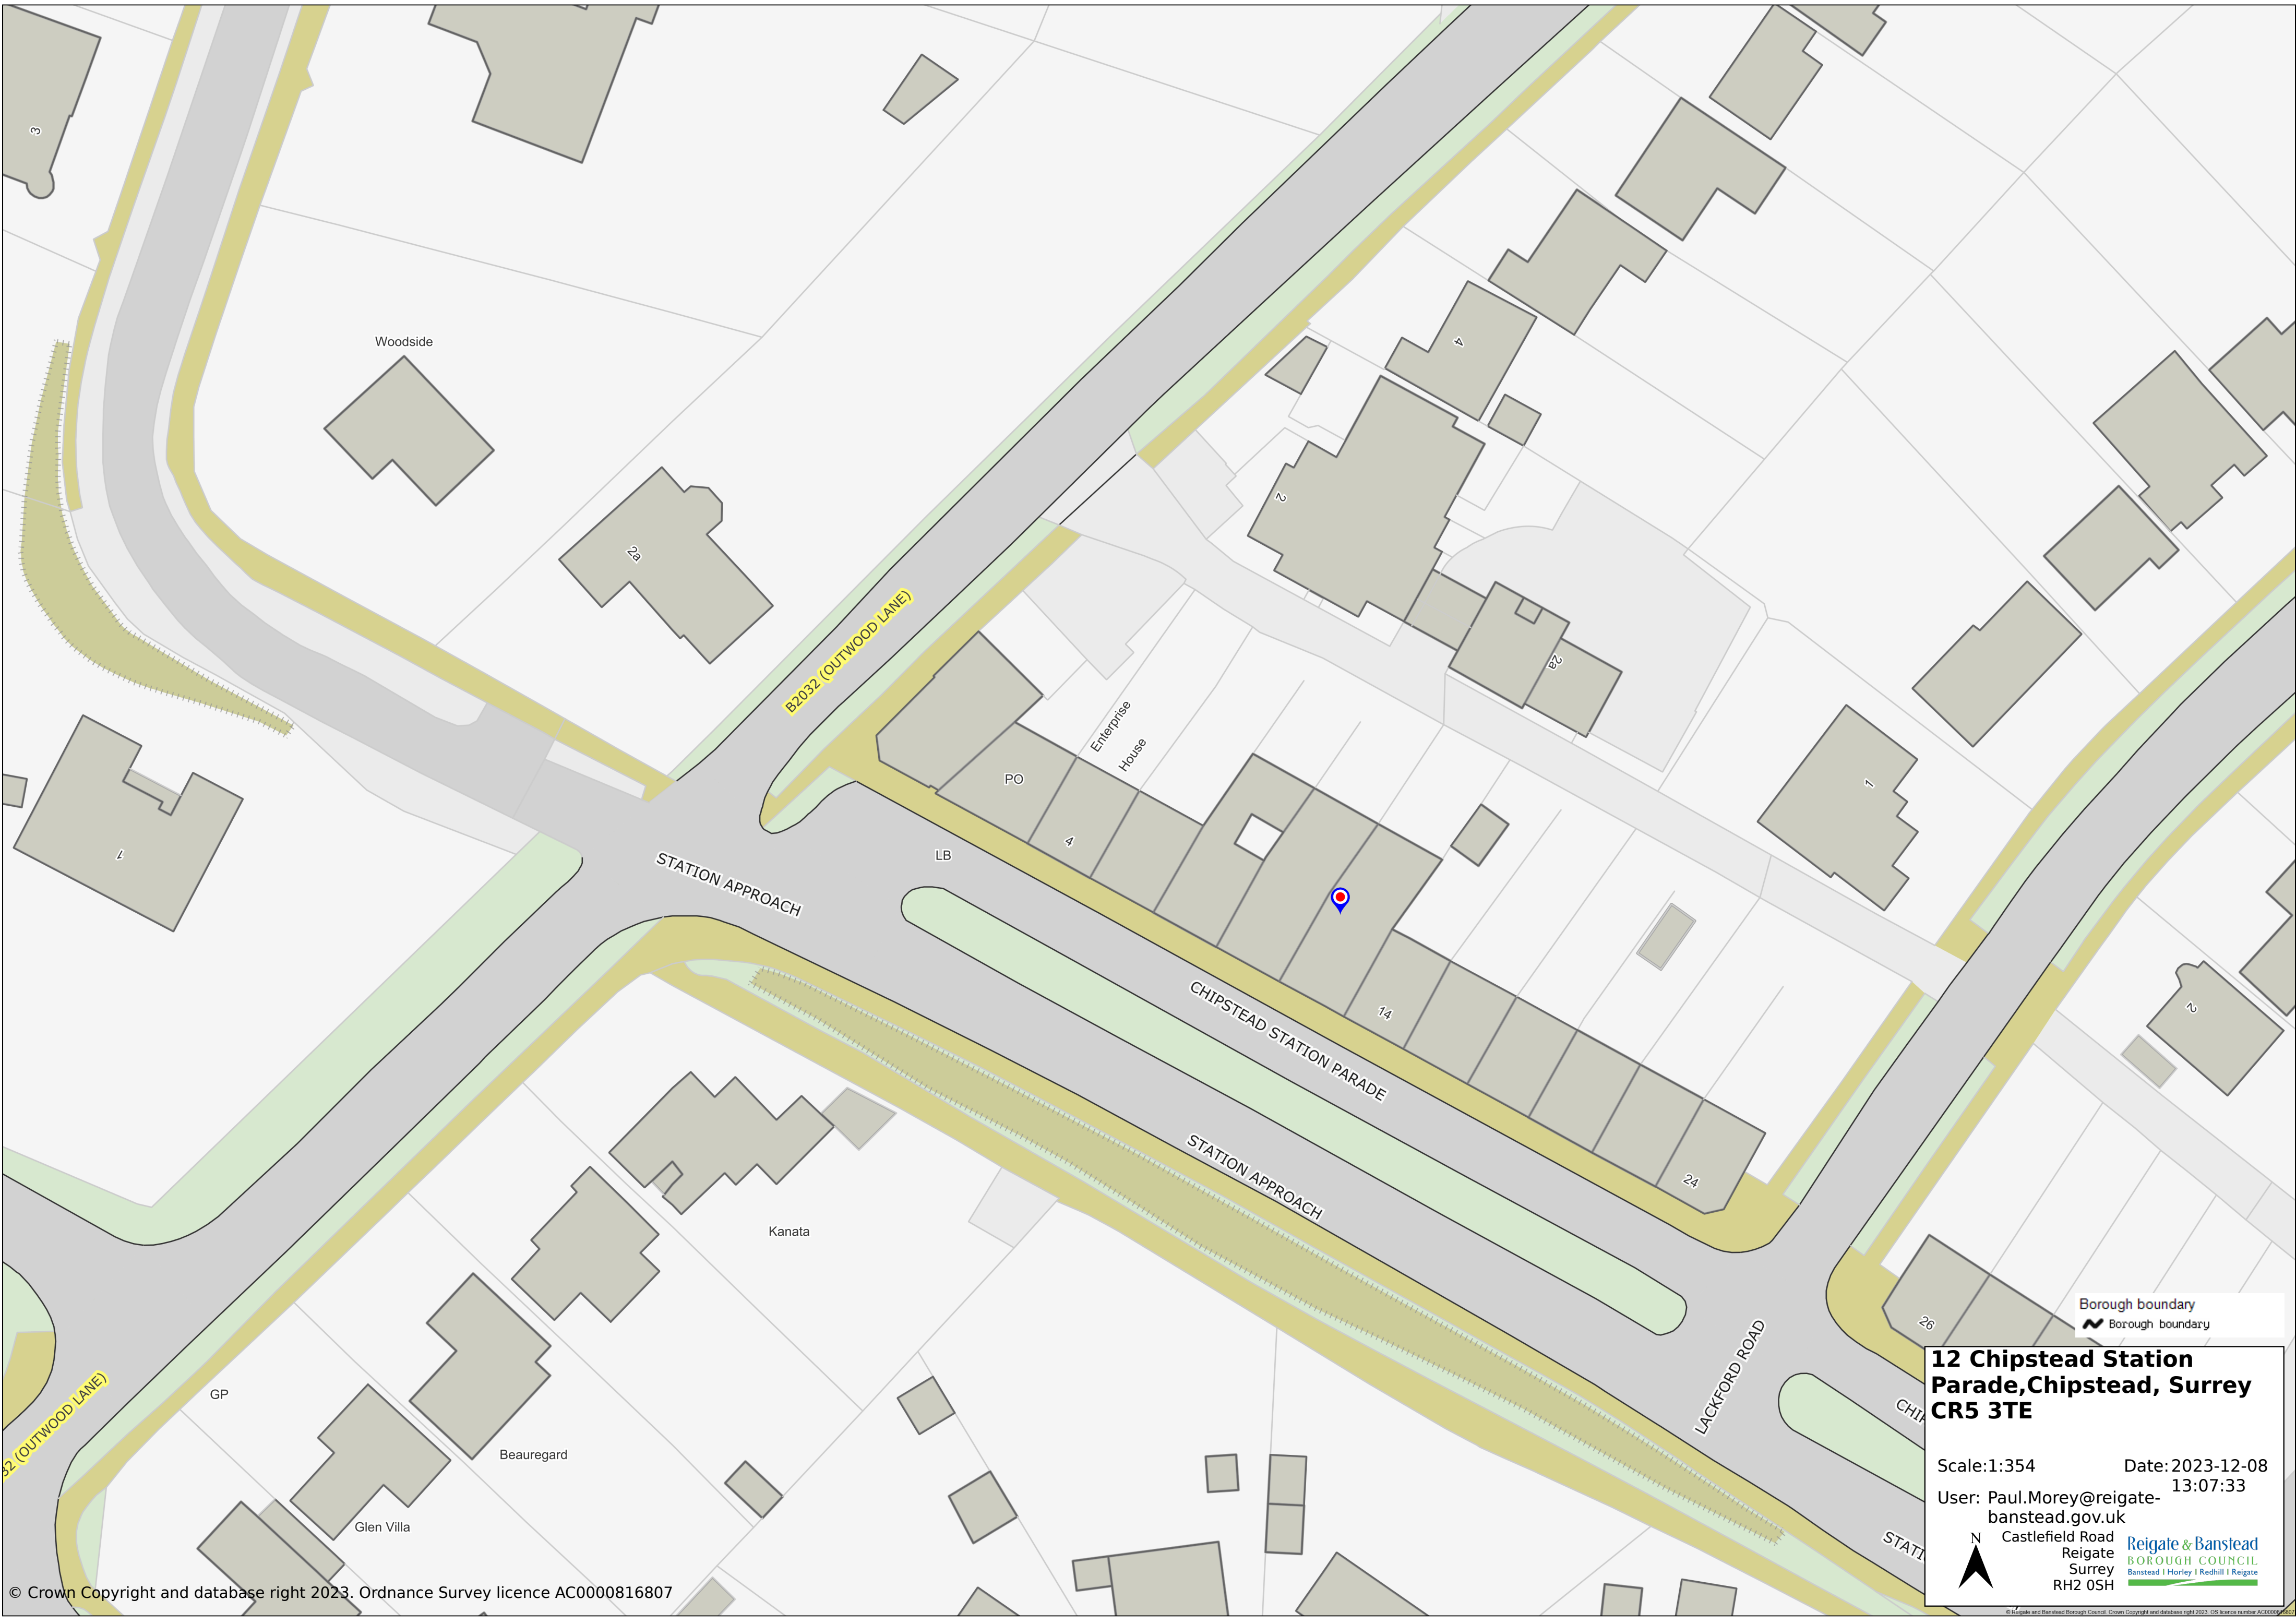 3
Woodside
4
2
2a
B2032 (OUTWOOD LANE)
2a
Enterprise
House
PO
1
1
4
LB
STATION APPROACH
CHIPSTEAD STATION PARADE
14
2
STATION APPROACH
24
Kanata
26
LACKFORD ROAD
GP
32 (OUTWOOD LANE)
Beauregard
Glen Villa
CHIP
STATI
Borough boundary
Borough boundary
12 Chipstead Station
Parade,Chipstead, Surrey
CR5 3TE
Scale:1:354
Date:2023-12-08
13:07:33
User: Paul.Morey@reigate-
banstead.gov.uk
N
Castlefield Road
Reigate
Surrey
RH2 0SH
Reigate & Banstead
BOROUGH COUNCIL
Banstead | Horley | Redhill | Reigate
© Crown Copyright and database right 2023. Ordnance Survey licence AC0000816807